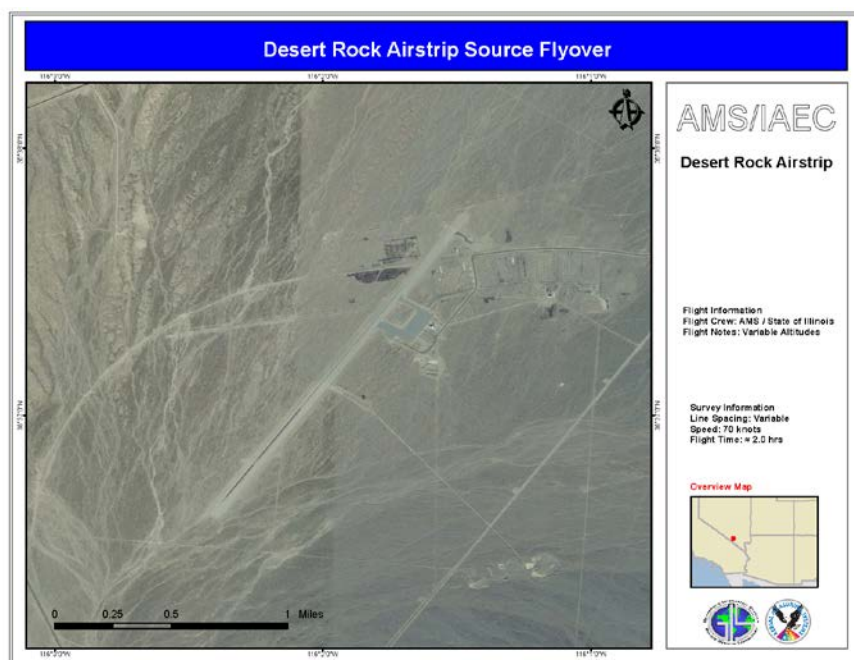 Desert Rock Airstrip Source Flyover
AMS/IAEC
Desert Rock Airstrip
Flight Information
Flight Crew: AMS / State of Illinois
Flight Notes: Variable Altitudes
Survey Information
Line Spacing: Variable
Speed: 70 knots
Flight Time: ≈ 2.0 hrs
Overview Map
0 0.25 0.5 1 Miles